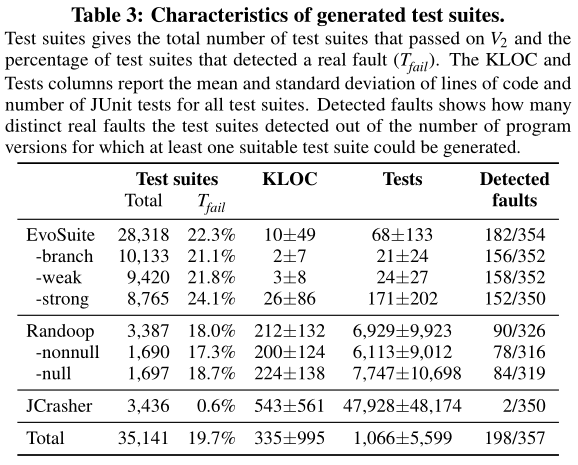 Table 3: Characteristics of generated test suites.
Test suites gives the total number of test suites that passed on V2 and the
percentage of test suites that detected a real fault (Tfail). The KLOC and
Tests columns report the mean and standard deviation of lines of code and
number of JUnit tests for all test suites. Detected faults shows how many
distinct real faults the test suites detected out of the number of program
versions for which at least one suitable test suite could be generated.
Test suites KLOC Tests Detected
Total Tfail faults
EvoSuite 28,318 22.3% 10±49 68±133 182/354
-branch 10,133 21.1% 2±7 21±24 156/352
-weak 9,420 21.8% 3±8 24±27 158/352
-strong 8,765 24.1% 26±86 171±202 152/350
Randoop 3,387 18.0% 212±132 6,929±9,923 90/326
-nonnull 1,690 17.3% 200±124 6,113±9,012 78/316
-null 1,697 18.7% 224±138 7,747±10,698 84/319
JCrasher 3,436 0.6% 543±561 47,928±48,174 2/350
Total 35,141 19.7% 335±995 1,066±5,599 198/357